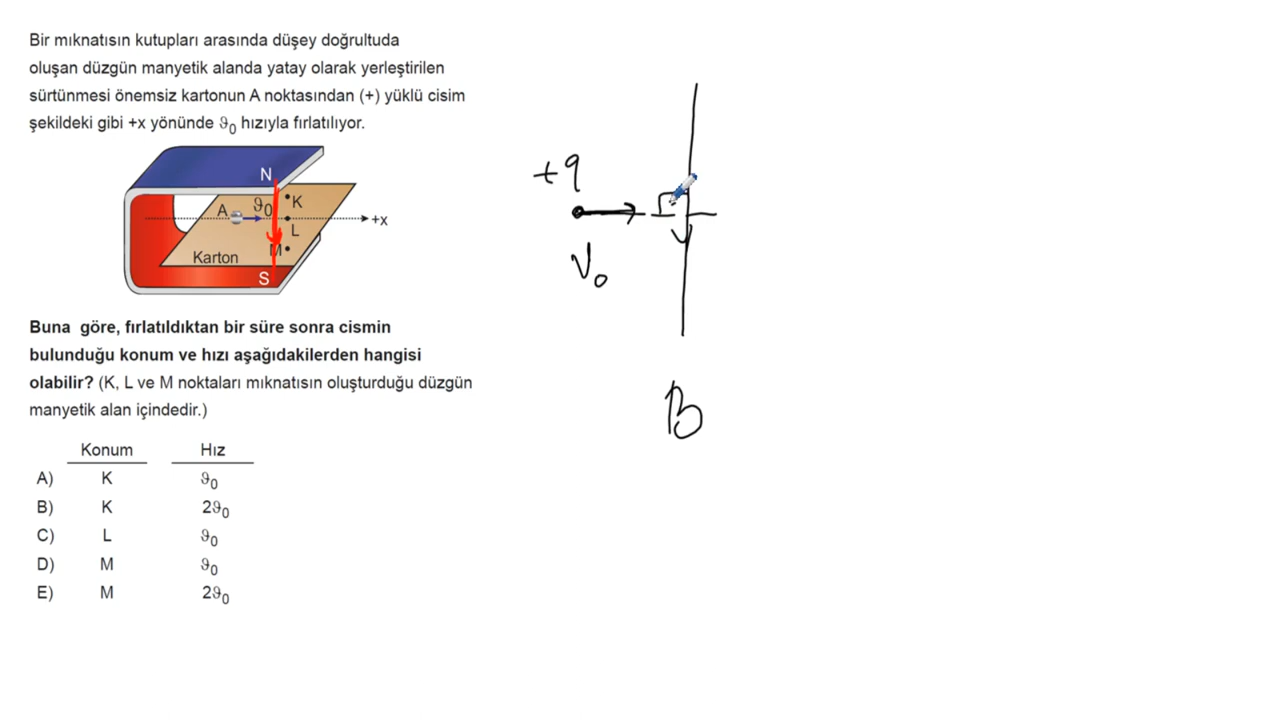 Bir mıknatısın kutupları arasında düşey doğrultuda
oluşan düzgün manyetik alanda yatay olarak yerleştirilen
sürtünmesi önemsiz kartonun A noktasından (+) yüklü cisim
şekildeki gibi +x yönünde ϑ0 hızıyla fırlatılıyor.
N
A
ϑ0
K
+x
L
Karton
M
S
+q
V0
B
Buna göre, fırlatıldıktan bir süre sonra cismin
bulunduğu konum ve hızı aşağıdakilerden hangisi
olabilir? (K, L ve M noktaları mıknatısın oluşturduğu düzgün
manyetik alan içindedir.)
Konum Hız
A) K ϑ0
B) K 2ϑ0
C) L ϑ0
D) M ϑ0
E) M 2ϑ0